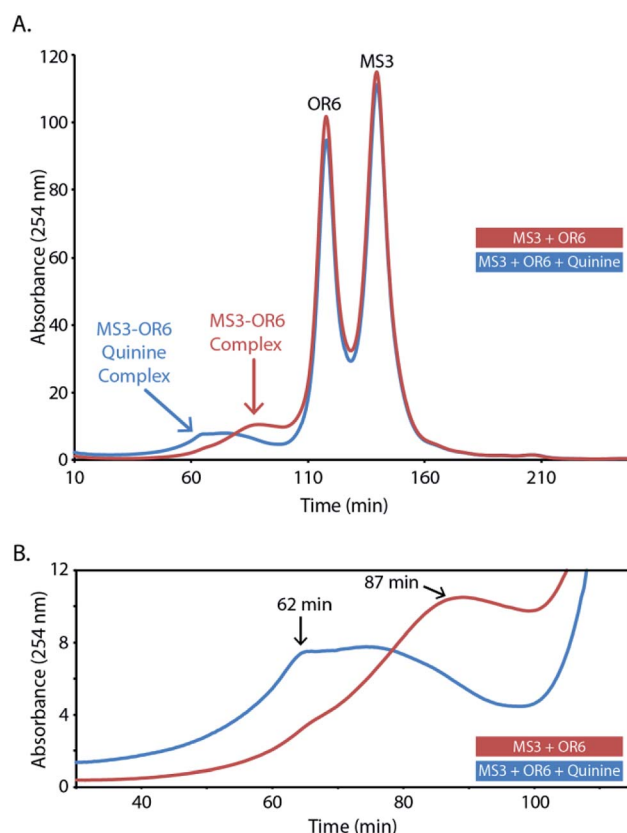 A.
120
100
80
60
40
20
0
Absorbance (254 nm)
OR6
MS3
MS3 + OR6
MS3 + OR6 + Quinine
MS3-OR6
Quinine
Complex
MS3-OR6
Complex
10
60
110
160
210
Time (min)
B.
12
8
4
0
Absorbance (254 nm)
62 min
87 min
MS3 + OR6
MS3 + OR6 + Quinine
40
60
80
100
Time (min)